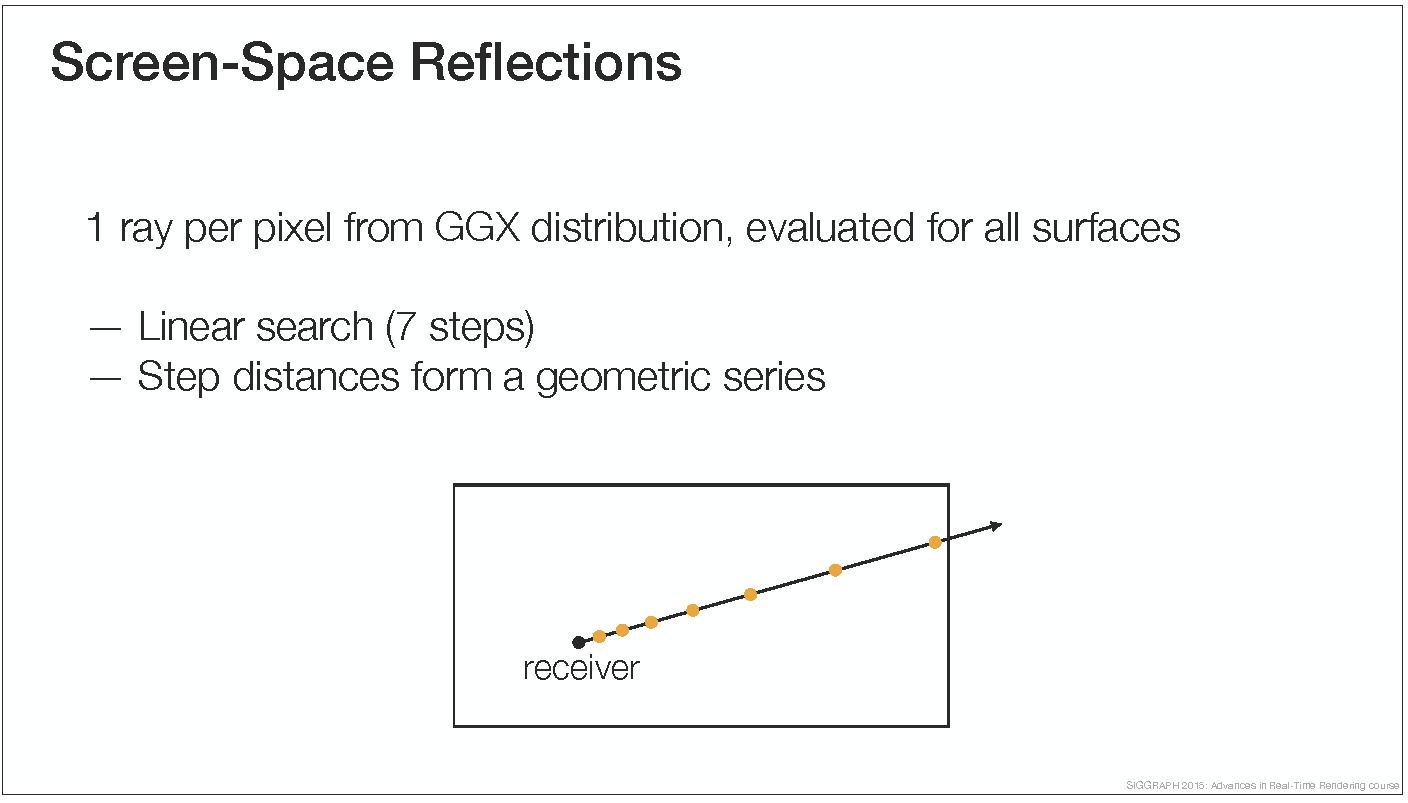 Screen-Space Reflections
1 ray per pixel from GGX distribution, evaluated for all surfaces
— Linear search (7 steps)
— Step distances form a geometric series
receiver
SIGGRAPH 2015: Advances in Real-Time Rendering course